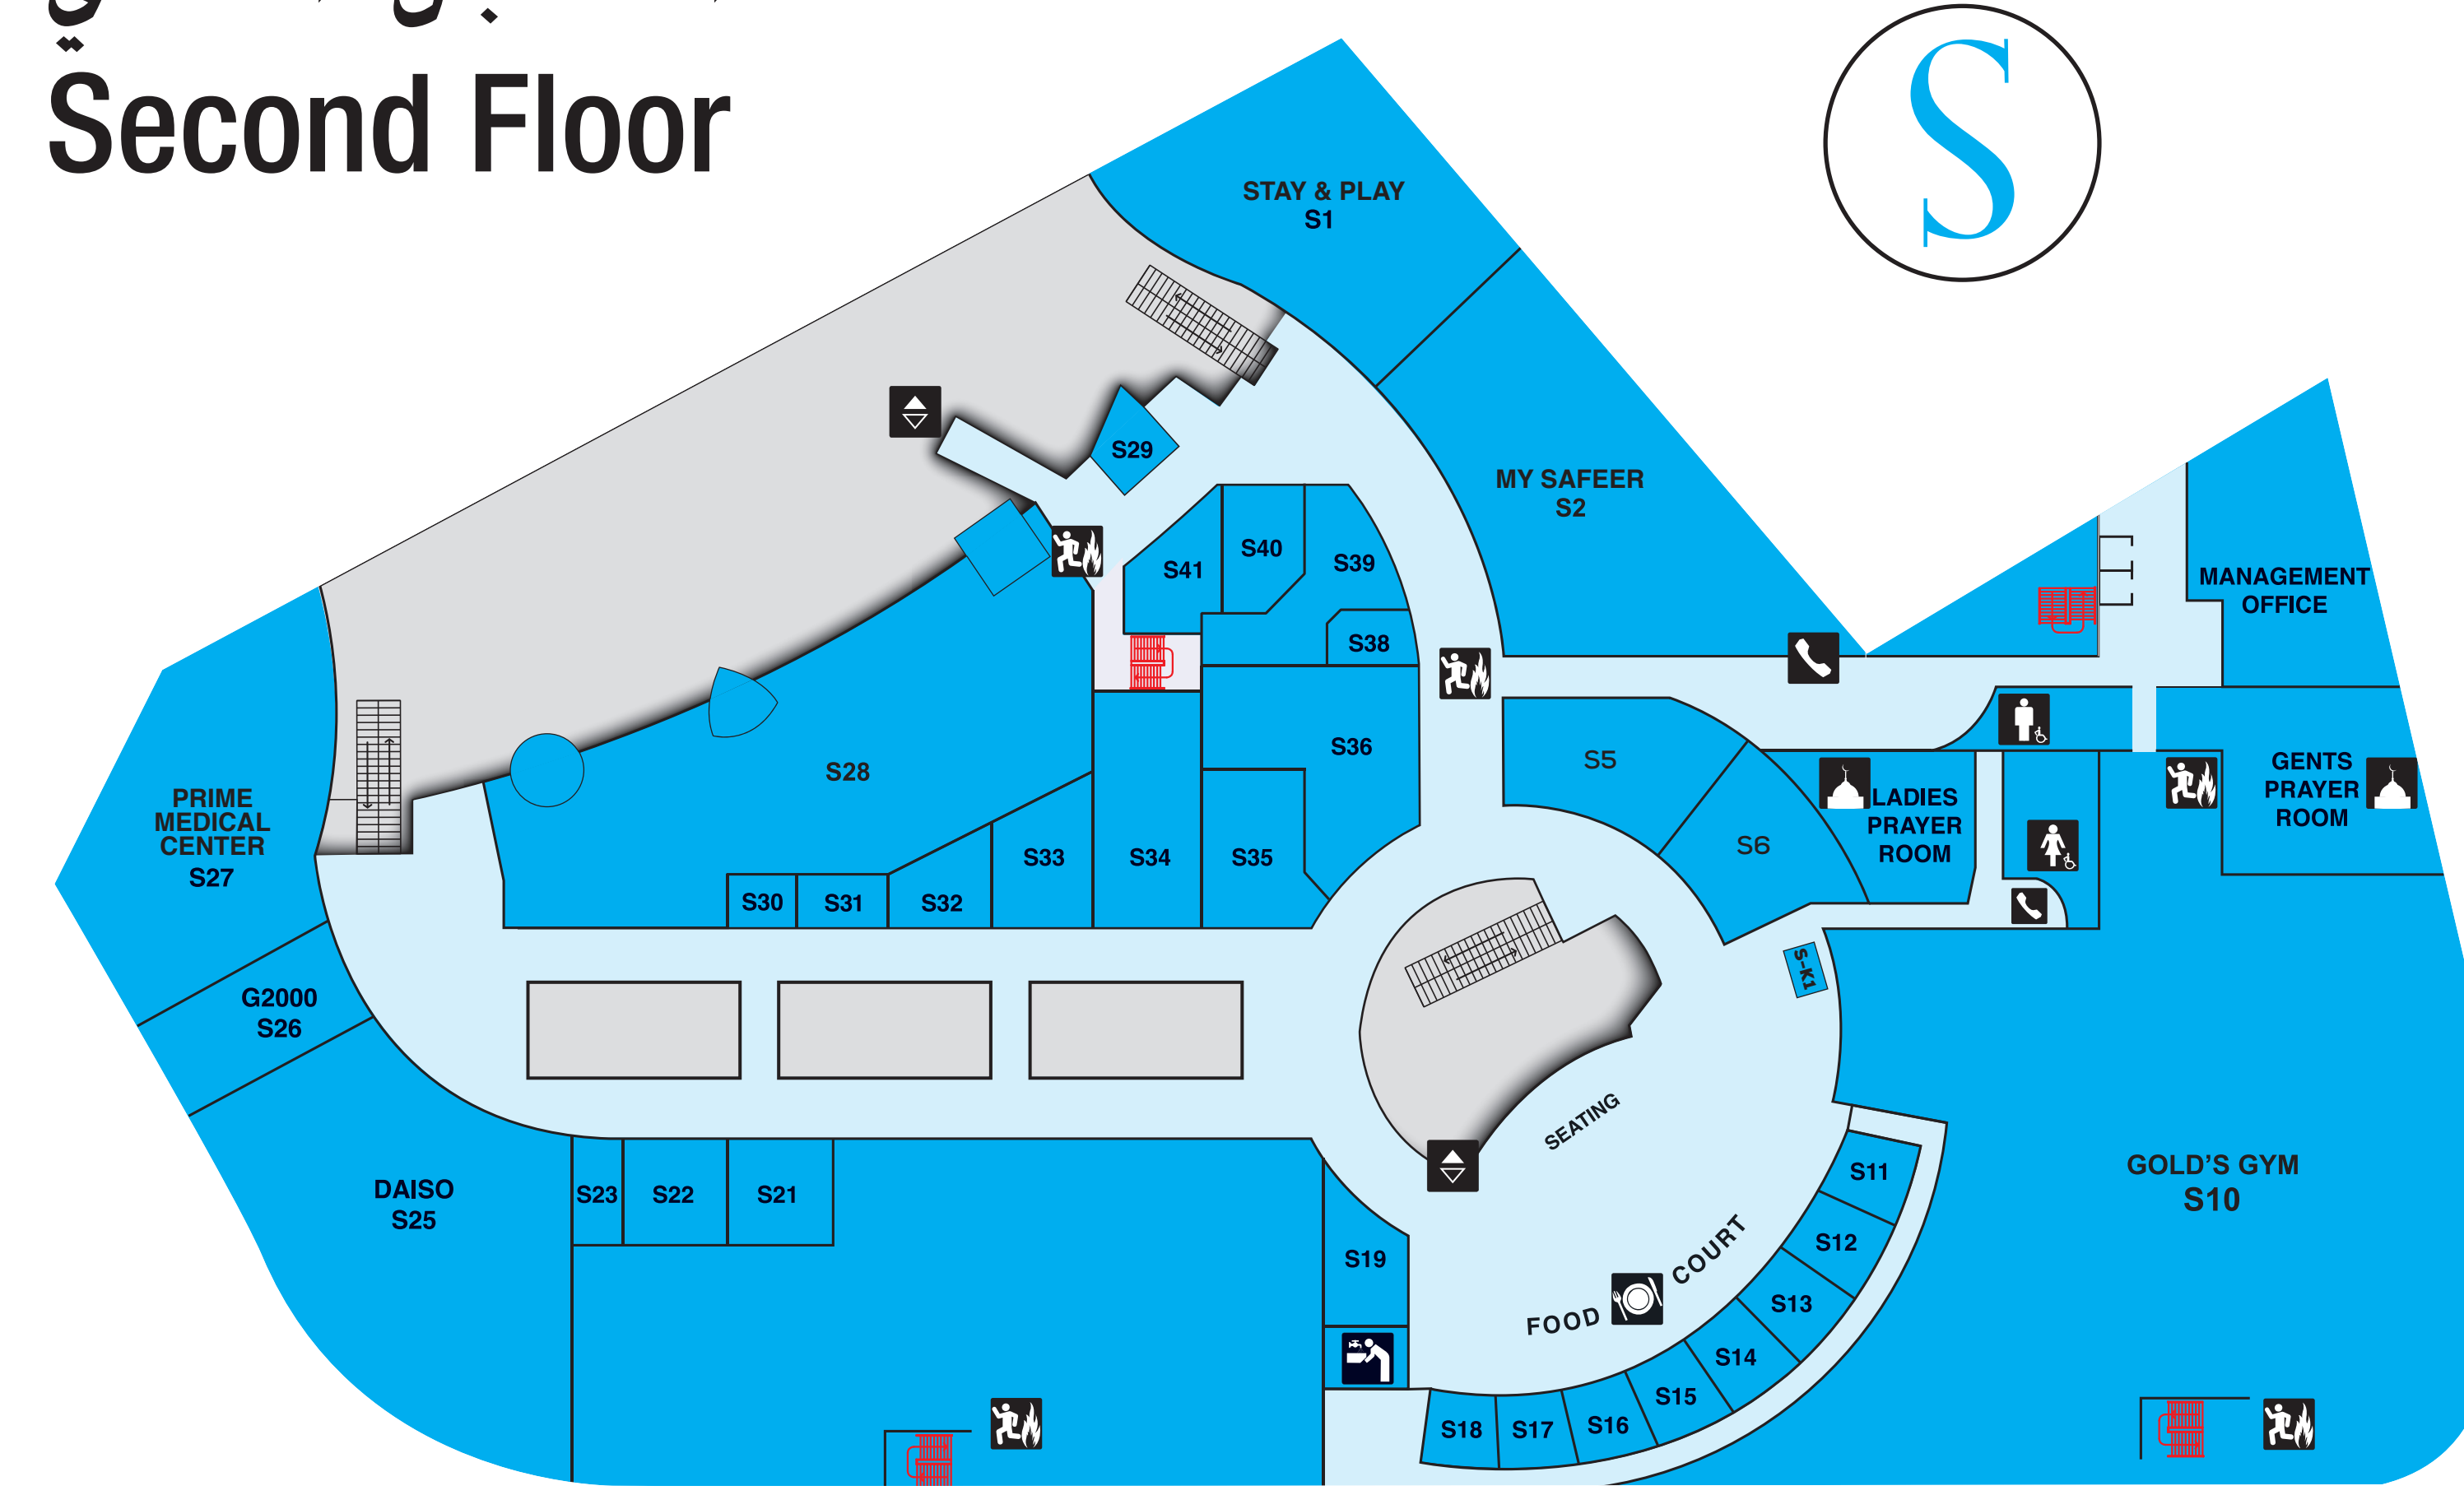 Second Floor
S
STAY & PLAY
S1
MY SAFEER
S2
S29
S41
S40
S39
S38
MANAGEMENT
OFFICE
S28
S36
S5
S6
LADIES
PRAYER
ROOM
GENTS
PRAYER
ROOM
PRIME
MEDICAL
CENTER
S27
S30
S31
S32
S33
S34
S35
S-K1
G2000
S26
SEATING
DAISO
S25
S23
S22
S21
S19
FOOD COURT
S11
S12
S13
S14
S15
S16
S17
S18
GOLD'S GYM
S10